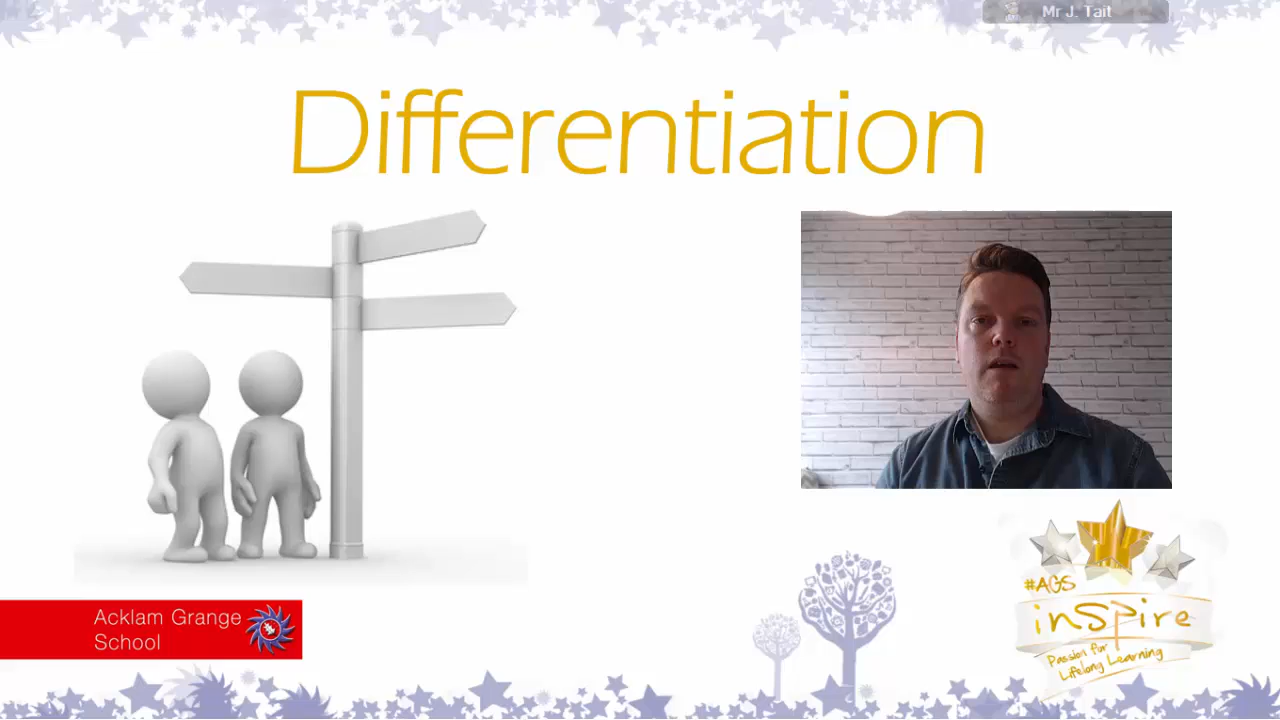 Mr J. Tait
Differentiation
Acklam Grange
School
#AGS
inspire
Passion for
Lifelong Learning